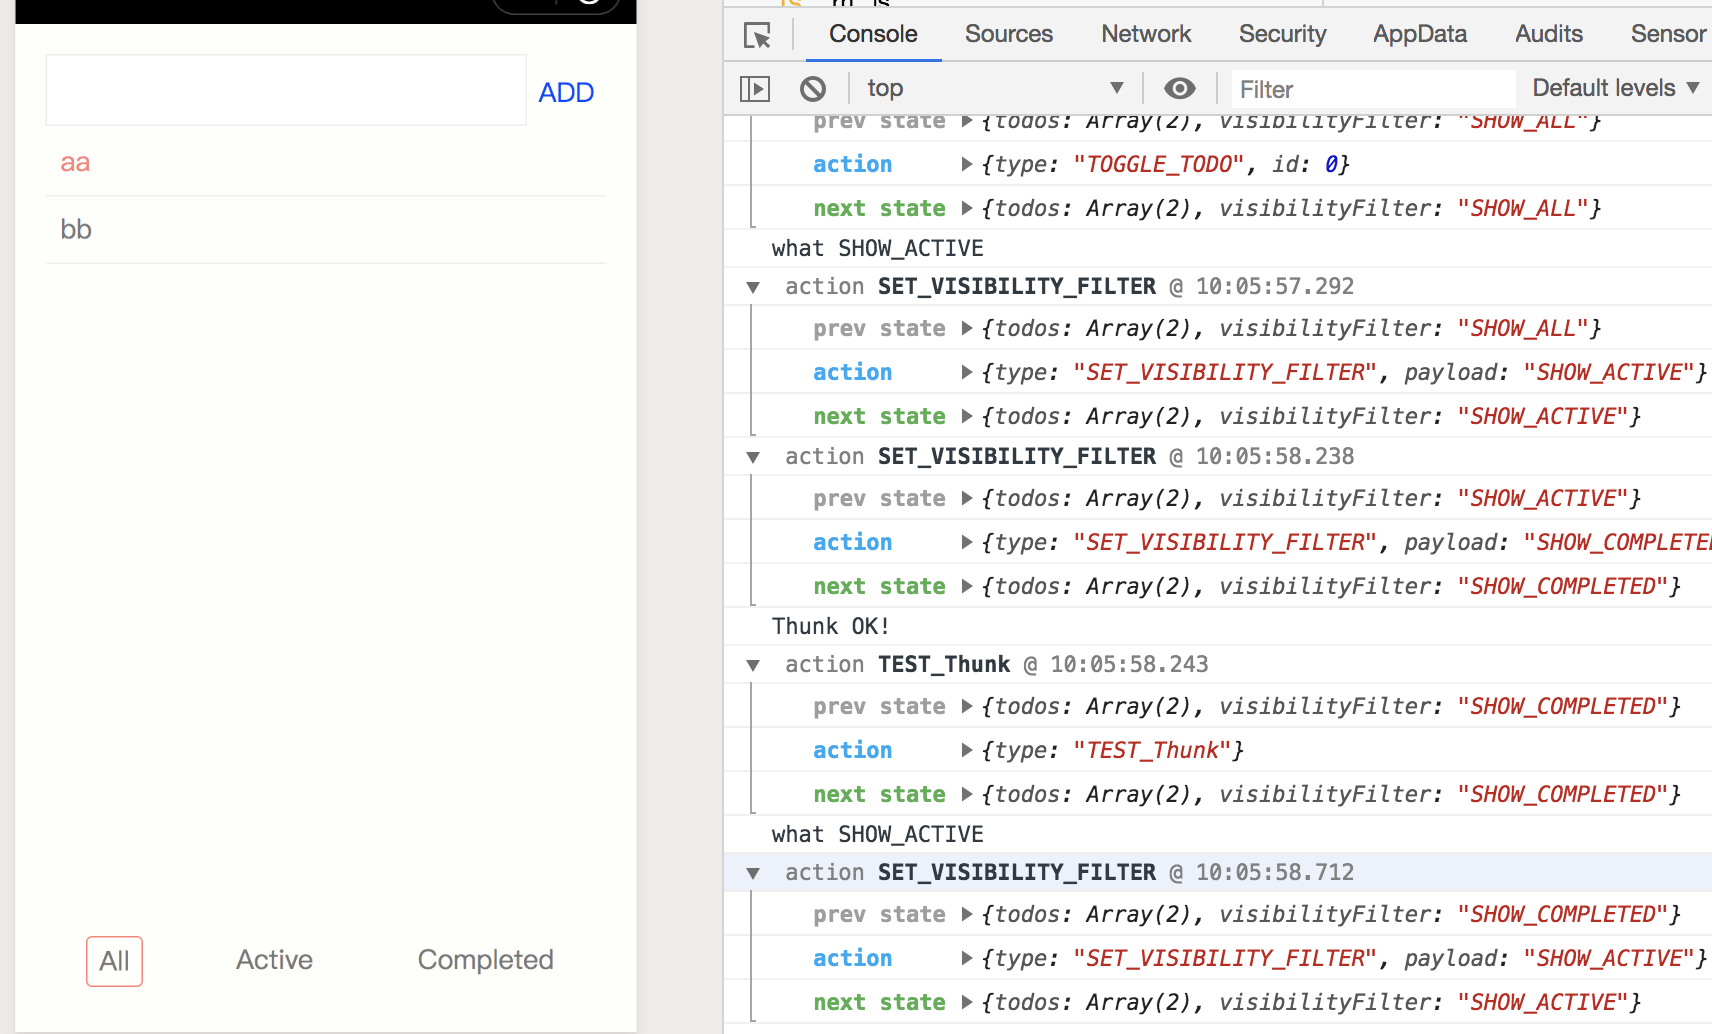 ADD
aa
bb
All
Active
Completed
Console Sources Network Security AppData Audits Sensor
top Filter Default levels
prev state {todos: Array(2), visibilityFilter: "SHOW_ALL"}
action {type: "TOGGLE_TODO", id: 0}
next state {todos: Array(2), visibilityFilter: "SHOW_ALL"}
what SHOW_ACTIVE
action SET_VISIBILITY_FILTER @ 10:05:57.292
prev state {todos: Array(2), visibilityFilter: "SHOW_ALL"}
action {type: "SET_VISIBILITY_FILTER", payload: "SHOW_ACTIVE"}
next state {todos: Array(2), visibilityFilter: "SHOW_ACTIVE"}
action SET_VISIBILITY_FILTER @ 10:05:58.238
prev state {todos: Array(2), visibilityFilter: "SHOW_ACTIVE"}
action {type: "SET_VISIBILITY_FILTER", payload: "SHOW_COMPLETE
next state {todos: Array(2), visibilityFilter: "SHOW_COMPLETED"}
Thunk OK!
action TEST_Thunk @ 10:05:58.243
prev state {todos: Array(2), visibilityFilter: "SHOW_COMPLETED"}
action {type: "TEST_Thunk"}
next state {todos: Array(2), visibilityFilter: "SHOW_COMPLETED"}
what SHOW_ACTIVE
action SET_VISIBILITY_FILTER @ 10:05:58.712
prev state {todos: Array(2), visibilityFilter: "SHOW_COMPLETED"}
action {type: "SET_VISIBILITY_FILTER", payload: "SHOW_ACTIVE"}
next state {todos: Array(2), visibilityFilter: "SHOW_ACTIVE"}